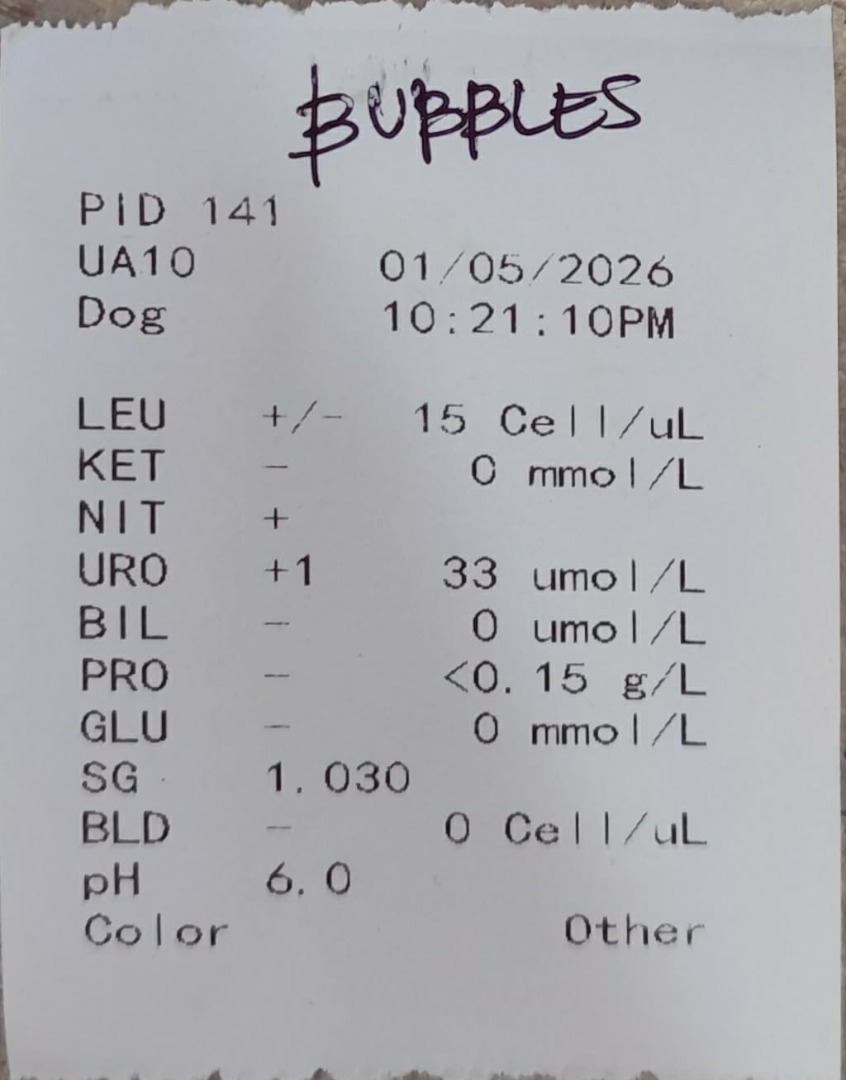 BUBBLES
PID 141
UA10 01/05/2026
Dog 10:21:10PM
LEU +/- 15 Cell/uL
KET - 0 mmol/L
NIT +
URO +1 33 umol/L
BIL - 0 umol/L
PRO - <0.15 g/L
GLU - 0 mmol/L
SG 1.030
BLD - 0 Cell/uL
pH 6.0
Color Other